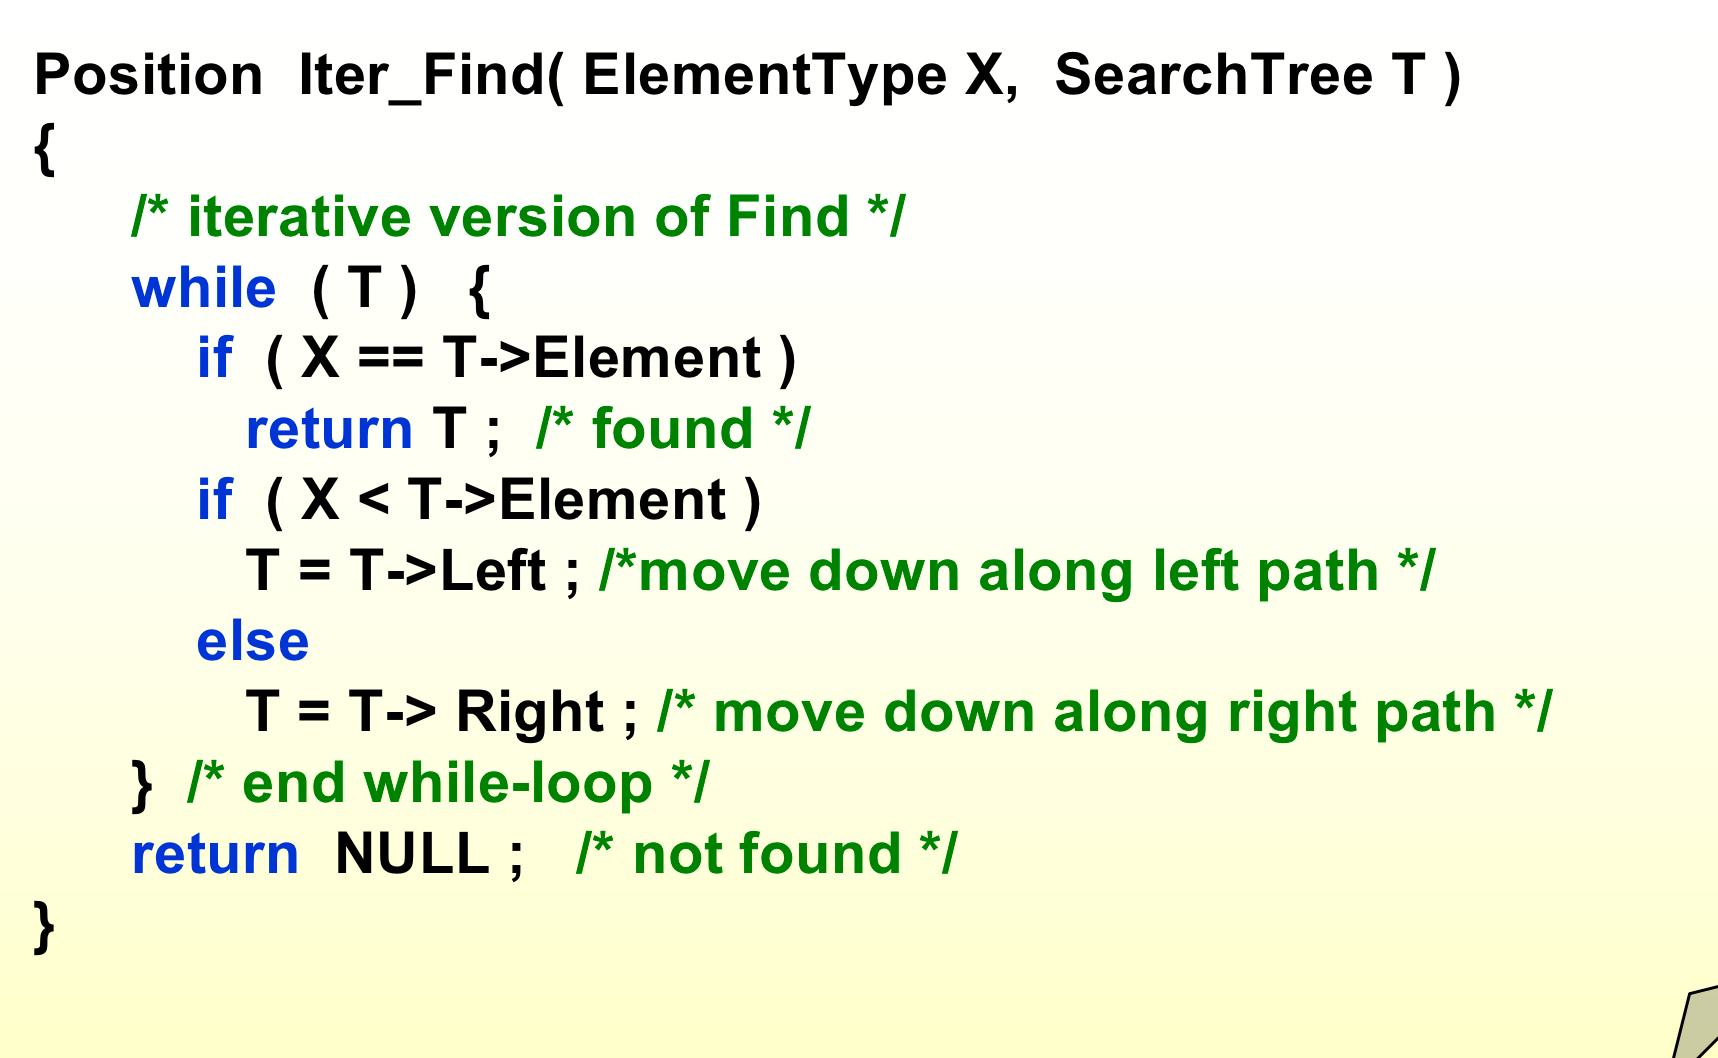 Position  Iter_Find( ElementType X,  SearchTree T )
{
/* iterative version of Find */
while  ( T )   {
if  ( X == T->Element )
return T ;  /* found */
if  ( X < T->Element )
T = T->Left ; /*move down along left path */
else
T = T-> Right ; /* move down along right path */
}  /* end while-loop */
return  NULL ;   /* not found */
}